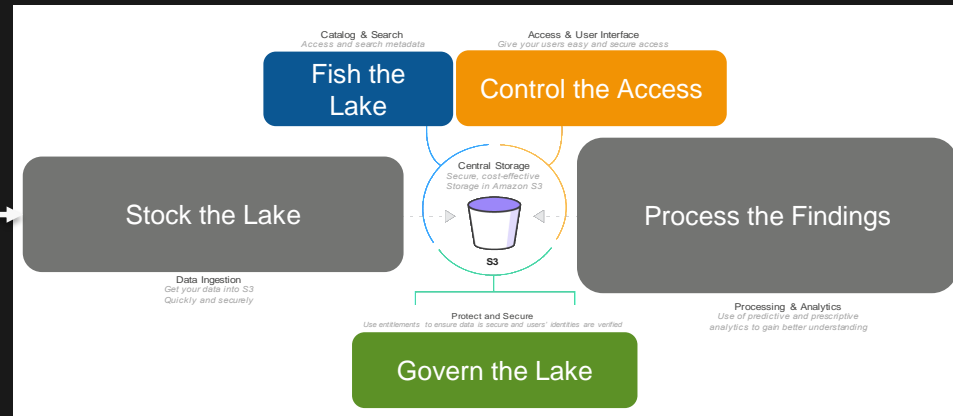 Catalog & Search
Access and search metadata
Access & User Interface
Give your users easy and secure access
Fish the
Lake
Control the Access
Central Storage
Secure, cost-effective
Storage in Amazon S3
Stock the Lake
Process the Findings
S3
Data Ingestion
Get your data into S3
Quickly and securely
Processing & Analytics
Use of predictive and prescriptive
analytics to gain better understanding
Protect and Secure
Use entitlements to ensure data is secure and users' identities are verified
Govern the Lake